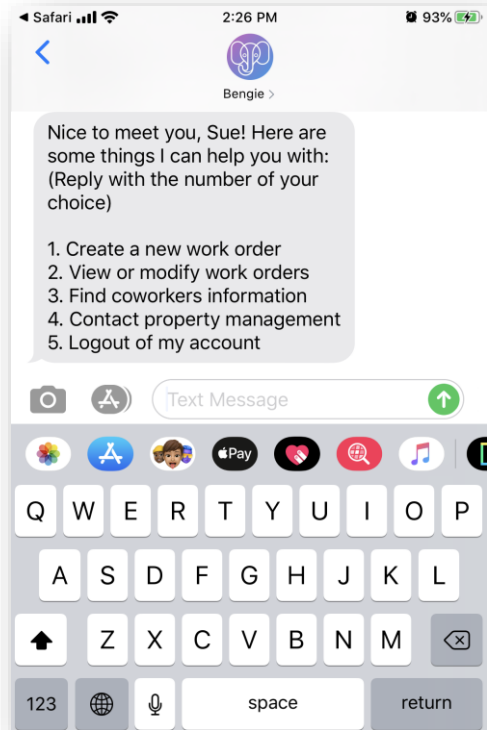 Safari 2:26 PM 93%
Bengie >
Nice to meet you, Sue! Here are
some things I can help you with:
(Reply with the number of your
choice)
1. Create a new work order
2. View or modify work orders
3. Find coworkers information
4. Contact property management
5. Logout of my account
Text Message
Pay
Q W E R T Y U I O P
A S D F G H J K L
Z X C V B N M
123 space return